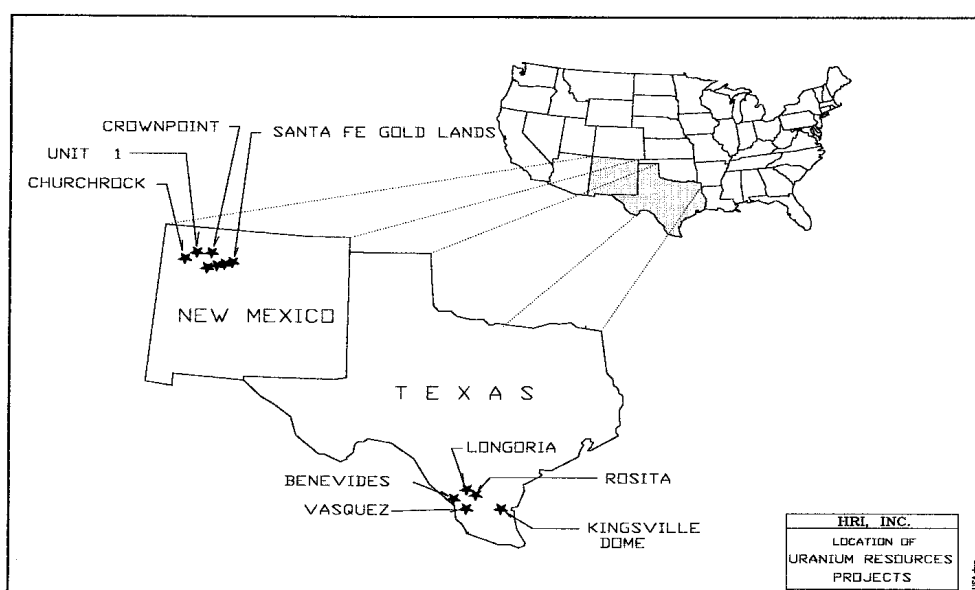 CROWNPOINT
SANTA FE GOLD LANDS
UNIT 1
CHURCHROCK
NEW MEXICO
TEXAS
LONGORIA
BENEVIDES
ROSITA
VASQUEZ
KINGSVILLE
DOME
HRI, INC.
LOCATION OF
URANIUM RESOURCES
PROJECTS